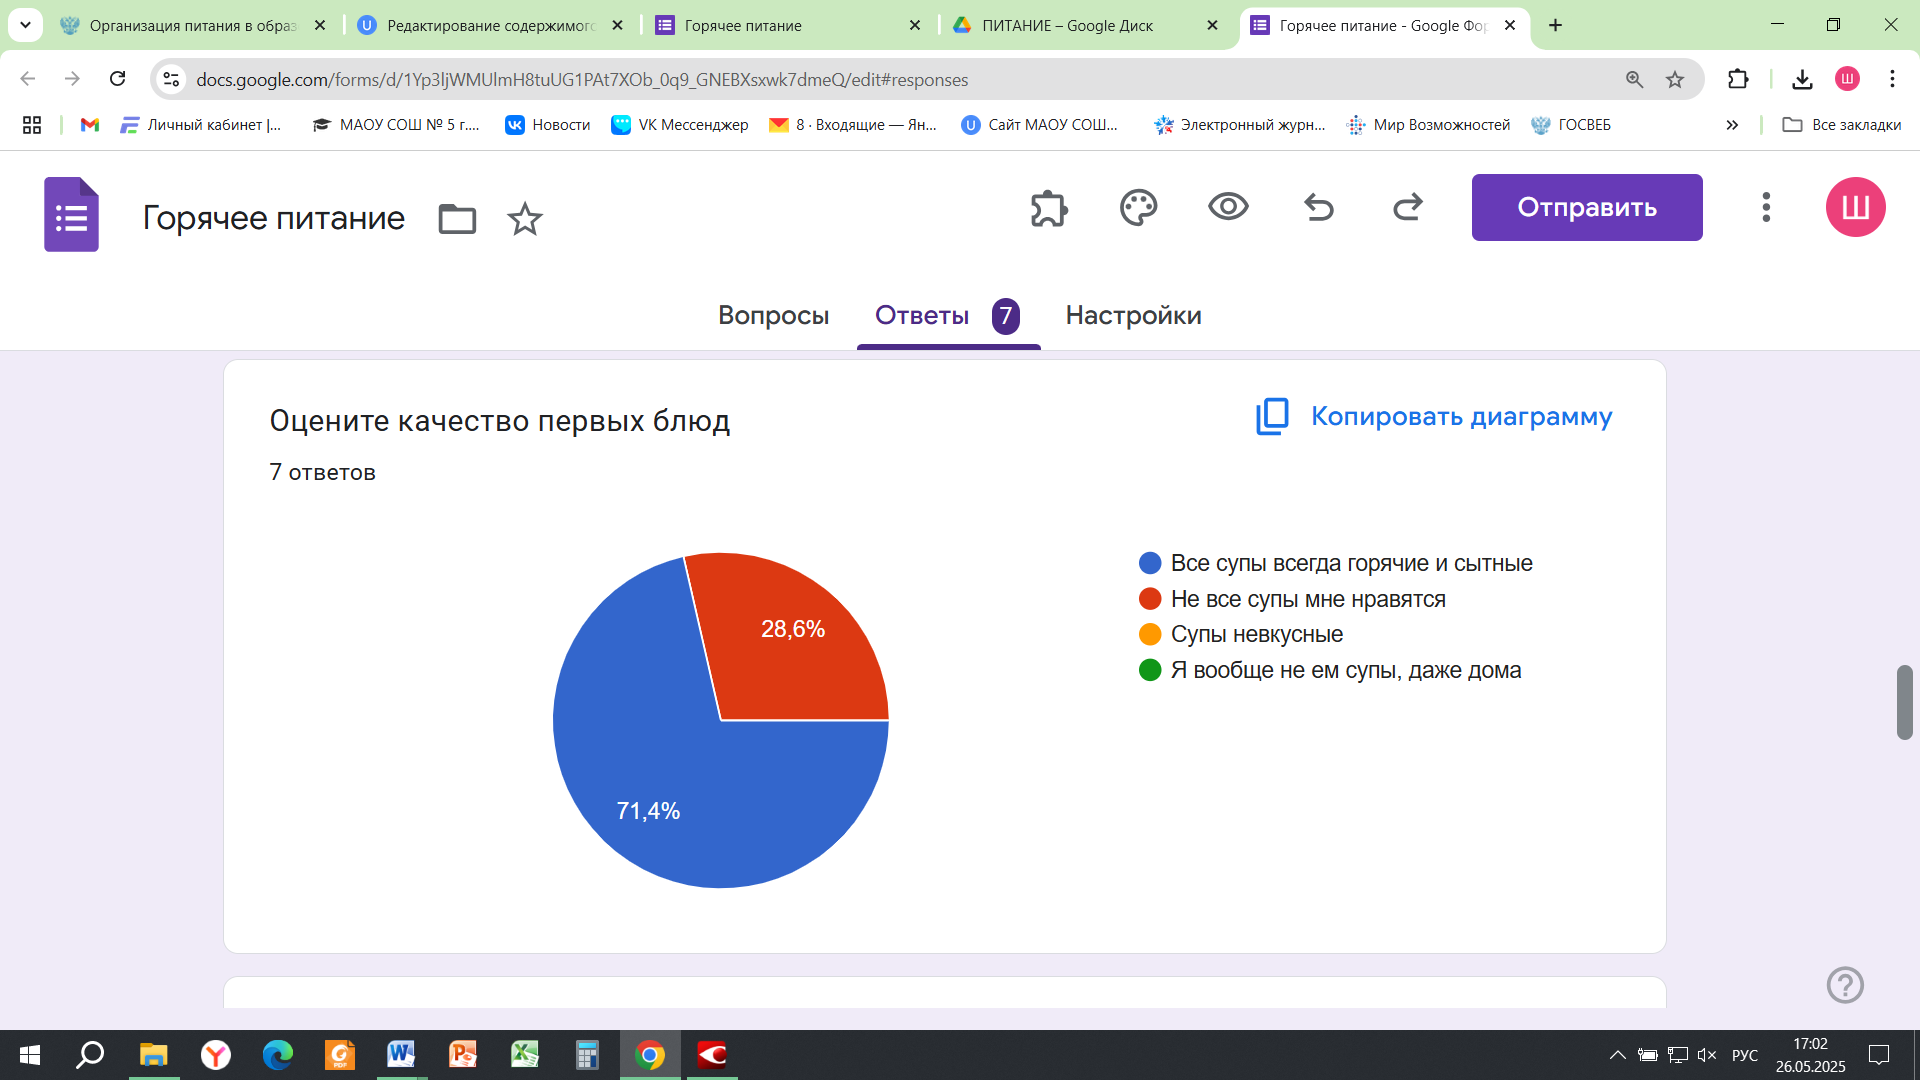 Организация питания в образ
Редактирование содержимого
Горячее питание
ПИТАНИЕ – Google Диск
Горячее питание - Google Фор
docs.google.com/forms/d/1Yp3ljWMUlmH8tuUG1PAt7XOb_0q9_GNEBXsxwk7dmeQ/edit#responses
Ш
Личный кабинет |...
МАОУ СОШ № 5 г....
Новости
VK Мессенджер
8 · Входящие — Ян...
Сайт МАОУ СОШ...
Электронный журн...
Мир Возможностей
ГОСВЕБ
Все закладки
Горячее питание
Отправить
Ш
Вопросы
Ответы 7
Настройки
Оцените качество первых блюд
Копировать диаграмму
7 ответов
28,6%
71,4%
Все супы всегда горячие и сытные
Не все супы мне нравятся
Супы невкусные
Я вообще не ем супы, даже дома
РУС
17:02
26.05.2025